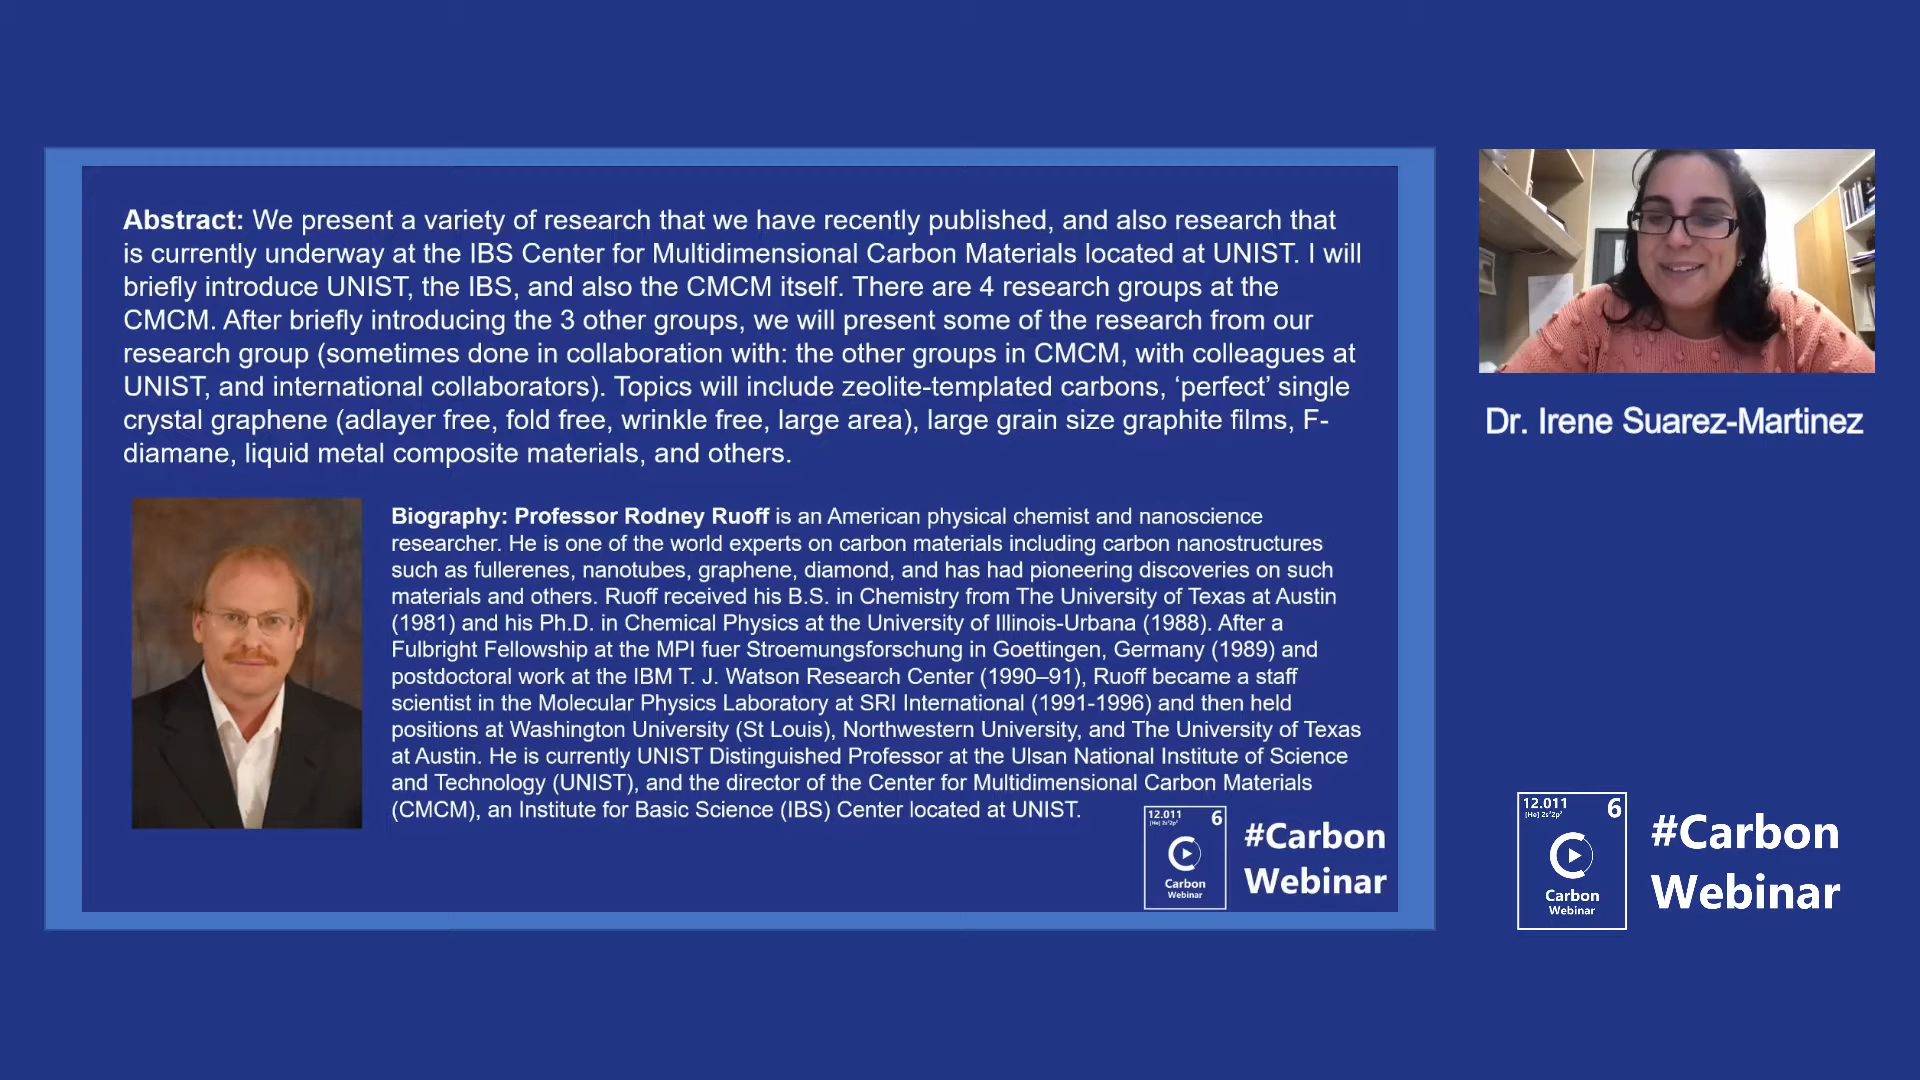 Abstract: We present a variety of research that we have recently published, and also research that
is currently underway at the IBS Center for Multidimensional Carbon Materials located at UNIST. I will
briefly introduce UNIST, the IBS, and also the CMCM itself. There are 4 research groups at the
CMCM. After briefly introducing the 3 other groups, we will present some of the research from our
research group (sometimes done in collaboration with: the other groups in CMCM, with colleagues at
UNIST, and international collaborators). Topics will include zeolite-templated carbons, ‘perfect’ single
crystal graphene (adlayer free, fold free, wrinkle free, large area), large grain size graphite films, F-
diamane, liquid metal composite materials, and others.
Biography: Professor Rodney Ruoff is an American physical chemist and nanoscience
researcher. He is one of the world experts on carbon materials including carbon nanostructures
such as fullerenes, nanotubes, graphene, diamond, and has had pioneering discoveries on such
materials and others. Ruoff received his B.S. in Chemistry from The University of Texas at Austin
(1981) and his Ph.D. in Chemical Physics at the University of Illinois-Urbana (1988). After a
Fulbright Fellowship at the MPI fuer Stroemungsforschung in Goettingen, Germany (1989) and
postdoctoral work at the IBM T. J. Watson Research Center (1990–91), Ruoff became a staff
scientist in the Molecular Physics Laboratory at SRI International (1991-1996) and then held
positions at Washington University (St Louis), Northwestern University, and The University of Texas
at Austin. He is currently UNIST Distinguished Professor at the Ulsan National Institute of Science
and Technology (UNIST), and the director of the Center for Multidimensional Carbon Materials
(CMCM), an Institute for Basic Science (IBS) Center located at UNIST.
12.011 6
[He] 2s²2p²
Carbon
Webinar
#Carbon
Webinar
Dr. Irene Suarez-Martinez
12.011 6
[He] 2s²2p²
Carbon
Webinar
#Carbon
Webinar